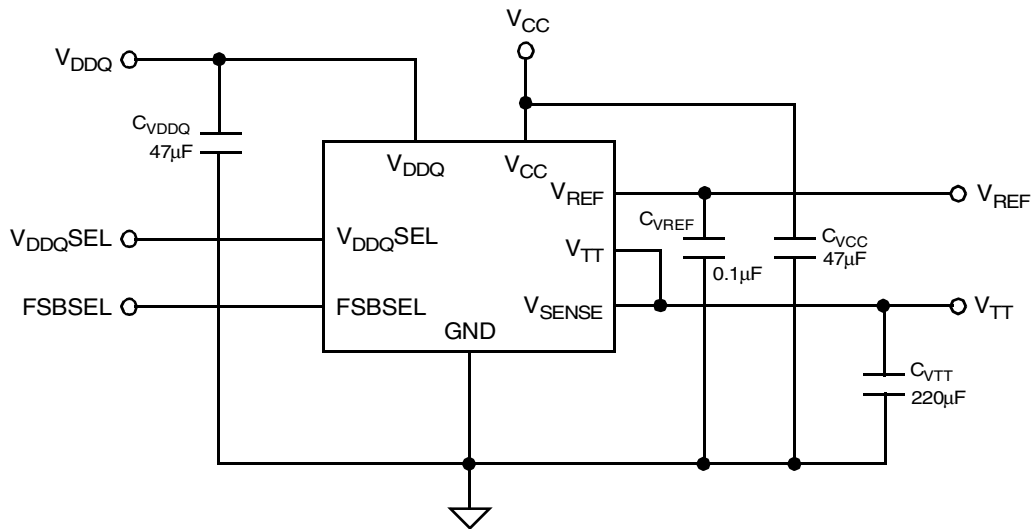 VCC
VDDQ
CVDDQ
47µF
VDDQ
VCC
VREF
VREF
CVREF
VDDQSEL
VDDQSEL
VTT
CVCC
0.1µF
47µF
FSBSEL
FSBSEL
VSENSE
VTT
GND
CVTT
220µF